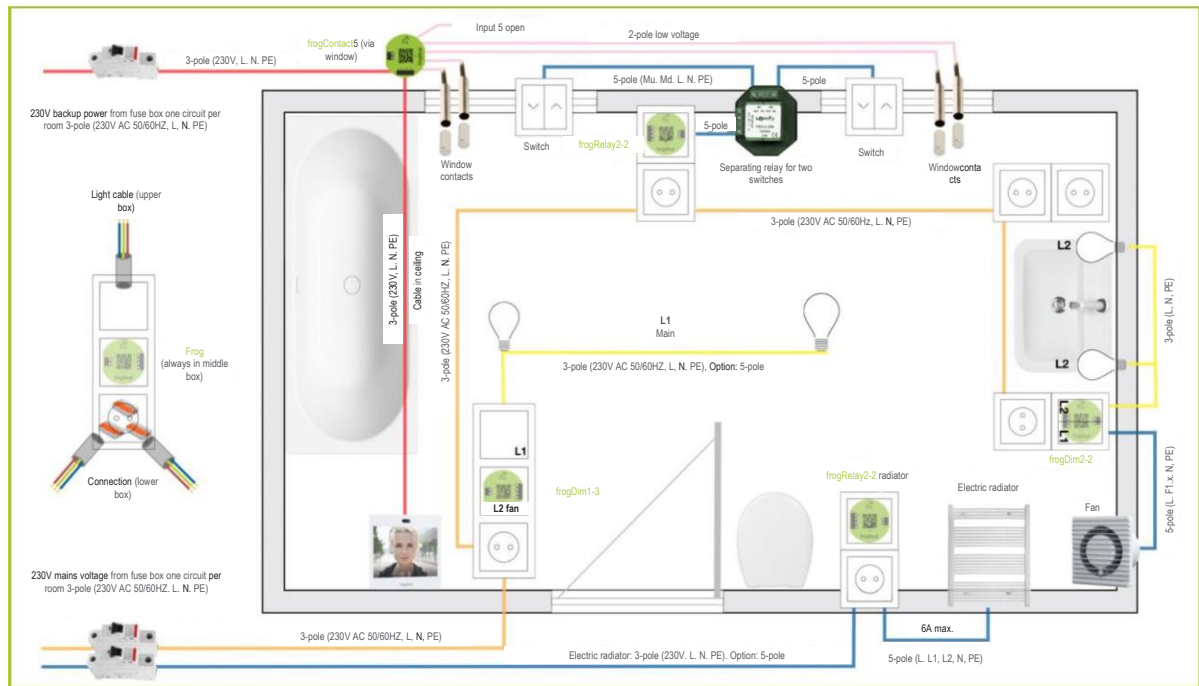 Input 5 open
frogContact5 (via
window)
2-pole low voltage
3-pole (230V, L. N. PE)
5-pole (Mu. Md. L. N. PE)
5-pole
230V backup power from fuse box one circuit per
room 3-pole (230V AC 50/60HZ, L, N. PE)
Switch
frogRelay2-2
5-pole
somfy
Switch
Window
contacts
Separating relay for two
switches
Windowconta
cts
Light cable (upper
box)
3-pole (230V, L. N. PE)
Cable in ceiling
3-pole (230V AC 50/60HZ, L. N. PE)
3-pole (230V AC 50/60Hz, L. N, PE)
L2
L1
Main
3-pole (L, N, PE)
Frog
(always in middle
box)
3-pole (230V AC 50/60HZ, L, N, PE), Option: 5-pole
L2
L1
L2
L1
frogDim2-2
Connection (lower
box)
frogDim1-3
L2 fan
frogRelay2-2 radiator
Electric radiator
Fan
5-pole (L. F1.x. N, PE)
230V mains voltage from fuse box one circuit per
room 3-pole (230V AC 50/60HZ. L. N. PE)
3-pole (230V AC 50/60HZ, L, N, PE)
6A max.
Electric radiator: 3-pole (230V. L. N. PE). Option: 5-pole
5-pole (L. L1, L2, N, PE)